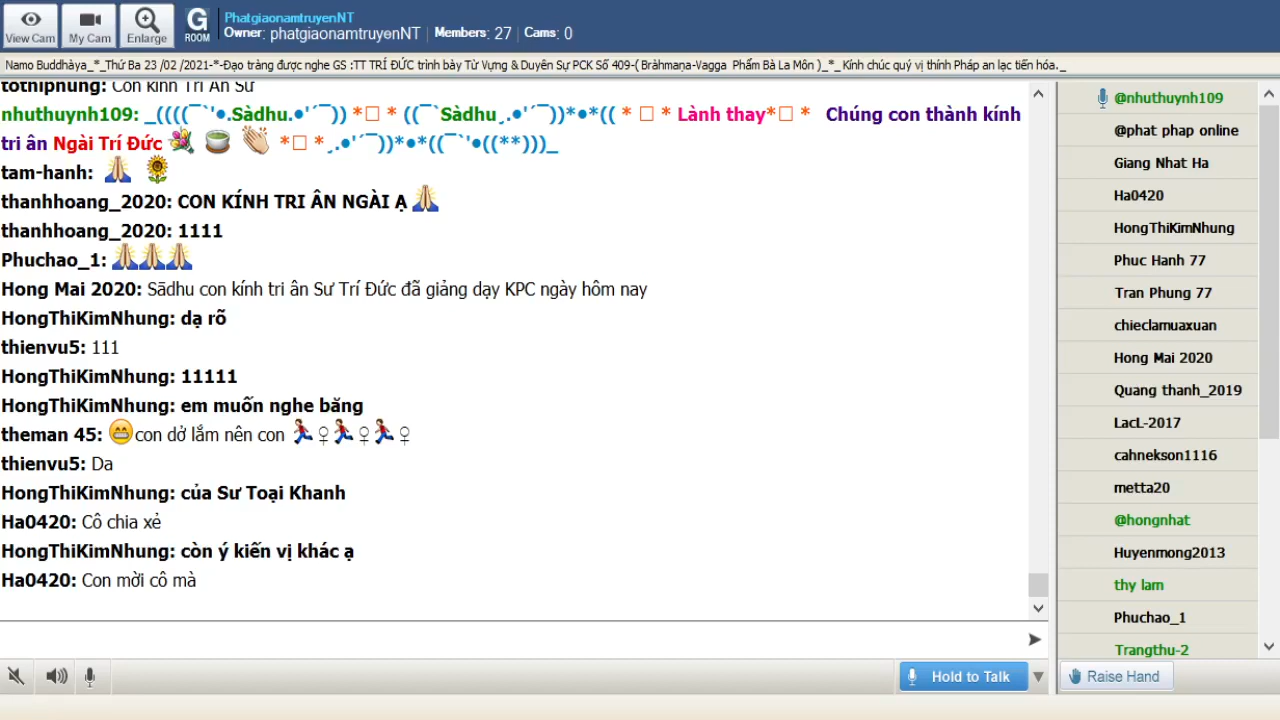 View Cam
My Cam
Enlarge
G
ROOM
PhatgiaonamtruyenNT
Owner: phatgiaonamtruyenNT | Members: 27 | Cams: 0
Namo Buddhàya_*_Thứ Ba 23 /02 /2021-*-Đạo tràng được nghe GS :TT TRÍ ĐỨC trình bày Từ Vựng & Duyên Sự PCK Số 409-( Bràhmaṇa-Vagga Phẩm Bà La Môn )_*_ Kính chúc quý vị thính Pháp an lạc tiến hóa._
tothiphung: Con kính Tri Ân Sư
nhuthuynh109: _((((¯`'•.Sàdhu.•'´¯)) *□ * ((¯`Sàdhu¸.•'´¯))*•*(( * □ * Lành thay*□ * Chúng con thành kính
tri ân Ngài Trí Đức 💐 🍵 👏 *□ *¸.•'´¯))*•*((¯`'•((**)))_
tam-hanh: 🙏 🌻
thanhhoang_2020: CON KÍNH TRI ÂN NGÀI Ạ 🙏
thanhhoang_2020: 1111
Phuchao_1: 🙏🙏🙏
Hong Mai 2020: Sādhu con kính tri ân Sư Trí Đức đã giảng dạy KPC ngày hôm nay
HongThiKimNhung: dạ rõ
thienvu5: 111
HongThiKimNhung: 11111
HongThiKimNhung: em muốn nghe băng
theman 45: 😁con dở lắm nên con 🏃♀🏃♀🏃♀
thienvu5: Da
HongThiKimNhung: của Sư Toại Khanh
Ha0420: Cô chia xẻ
HongThiKimNhung: còn ý kiến vị khác ạ
Ha0420: Con mời cô mà
Hold to Talk
@nhuthuynh109
@phat phap online
Giang Nhat Ha
Ha0420
HongThiKimNhung
Phuc Hanh 77
Tran Phung 77
chieclamuaxuan
Hong Mai 2020
Quang thanh_2019
LacL-2017
cahnekson1116
metta20
@hongnhat
Huyenmong2013
thy lam
Phuchao_1
Trangthu-2
Raise Hand